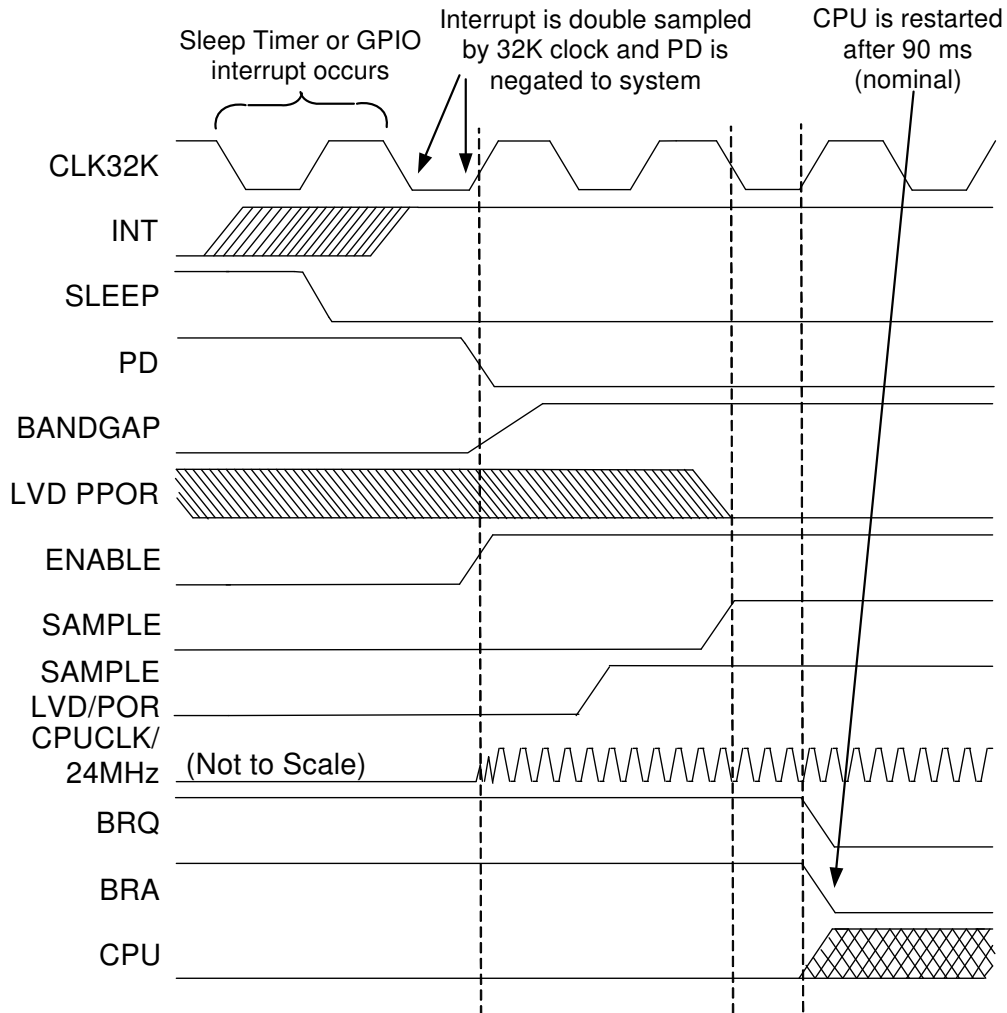 Sleep Timer or GPIO
interrupt occurs
Interrupt is double sampled
by 32K clock and PD is
negated to system
CPU is restarted
after 90 ms
(nominal)
CLK32K
INT
SLEEP
PD
BANDGAP
LVD PPOR
ENABLE
SAMPLE
SAMPLE
LVD/POR
CPUCLK/
24MHz
(Not to Scale)
BRQ
BRA
CPU